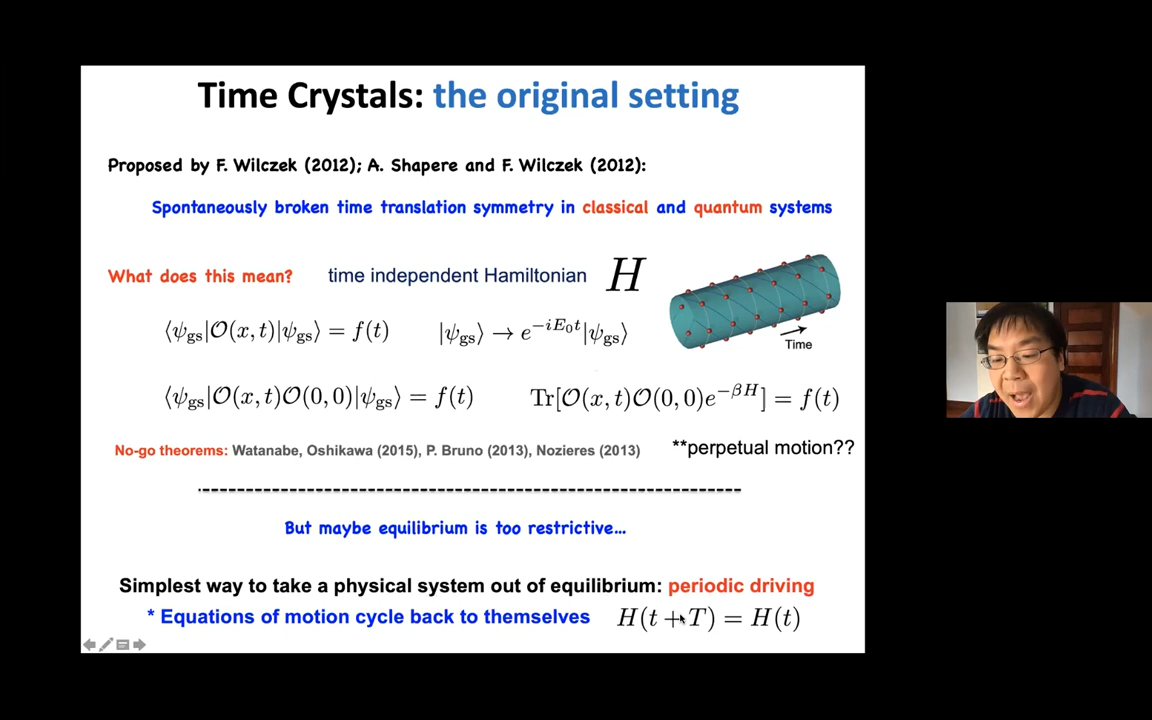 Time Crystals: the original setting
Proposed by F. Wilczek (2012); A. Shapere and F. Wilczek (2012):
Spontaneously broken time translation symmetry in classical and quantum systems
What does this mean? time independent Hamiltonian H
⟨ψgs|𝒪(x,t)|ψgs⟩ = f(t) |ψgs⟩ → e^{-iE₀t}|ψgs⟩
Time
⟨ψgs|𝒪(x,t)𝒪(0,0)|ψgs⟩ = f(t) Tr[𝒪(x,t)𝒪(0,0)e^{-βH}] = f(t)
No-go theorems: Watanabe, Oshikawa (2015), P. Bruno (2013), Nozieres (2013) **perpetual motion??
But maybe equilibrium is too restrictive...
Simplest way to take a physical system out of equilibrium: periodic driving
* Equations of motion cycle back to themselves H(t + T) = H(t)